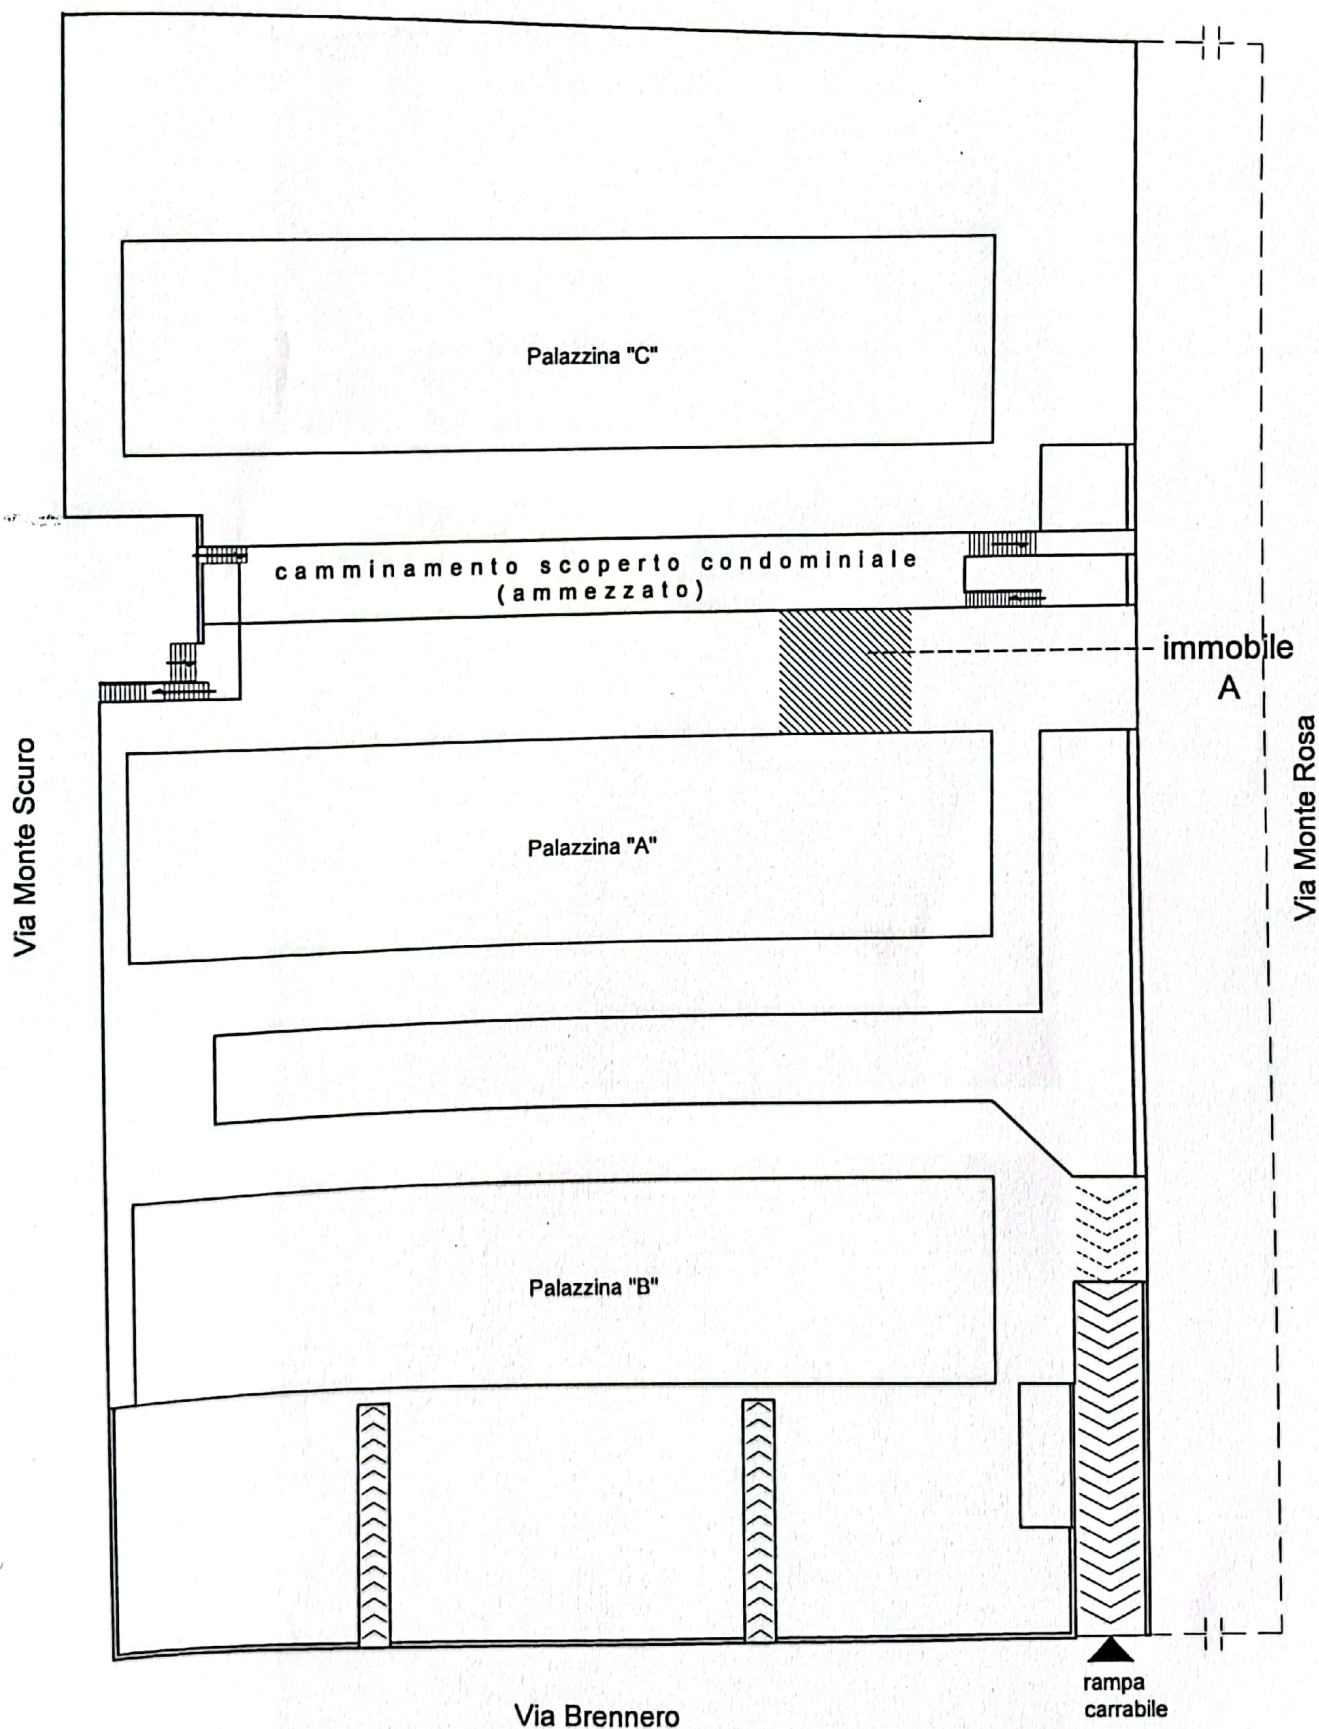 Palazzina "C"
camminamento scoperto condominiale
(ammezzato)
immobile
A
Via Monte Scuro
Via Monte Rosa
Palazzina "A"
Palazzina "B"
rampa
carrabile
Via Brennero